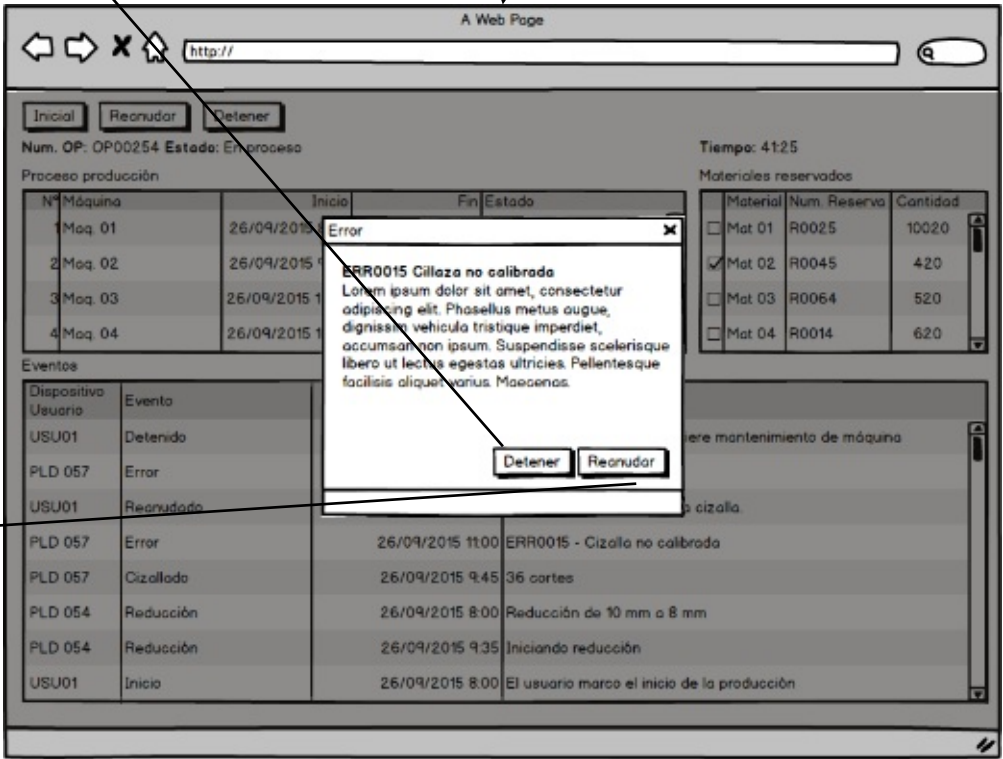 A Web Page
http://
Inicial Reanudar Detener
Num. OP: OP00254 Estado: En proceso Tiempo: 41:25
Proceso producción Materiales reservados
Nº Máquina Inicio Fin Estado Material Num. Reserva Cantidad
1 Maq. 01 26/09/2015 Mat 01 R0025 10020
2 Maq. 02 26/09/2015 Mat 02 R0045 420
3 Maq. 03 26/09/2015 1 Mat 03 R0064 520
4 Maq. 04 26/09/2015 1 Mat 04 R0014 620
Error
ERR0015 Cillaza no calibrada
Lorem ipsum dolor sit amet, consectetur
adipiscing elit. Phasellus metus augue,
dignissim vehicula tristique imperdiet,
accumsan non ipsum. Suspendisse scelerisque
libero ut lectus egestas ultricies. Pellentesque
facilisis aliquet varius. Maecenas.
Detener Reanudar
Eventos
Dispositivo
Usuario Evento
USU01 Detenido iere mantenimiento de máquina
PLD 057 Error
USU01 Reanudado cizalla.
PLD 057 Error 26/09/2015 11:00 ERR0015 - Cizalla no calibrada
PLD 057 Cizallado 26/09/2015 9:45 36 cortes
PLD 054 Reducción 26/09/2015 8:00 Reducción de 10 mm a 8 mm
PLD 054 Reducción 26/09/2015 9:35 Iniciando reducción
USU01 Inicio 26/09/2015 8:00 El usuario marco el inicio de la producción